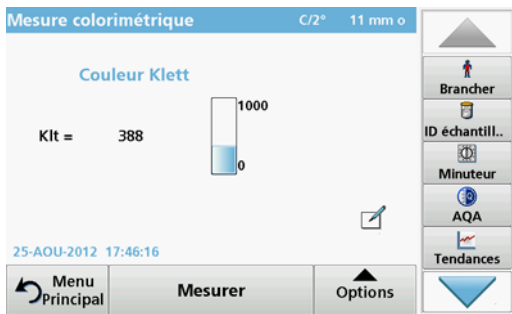 Mesure colorimétrique C/2° 11 mm o
Couleur Klett
1000
Klt = 388
0
25-AOU-2012 17:46:16
Menu Principal
Mesurer
Options
Brancher
ID échantill..
Minuteur
AQA
Tendances